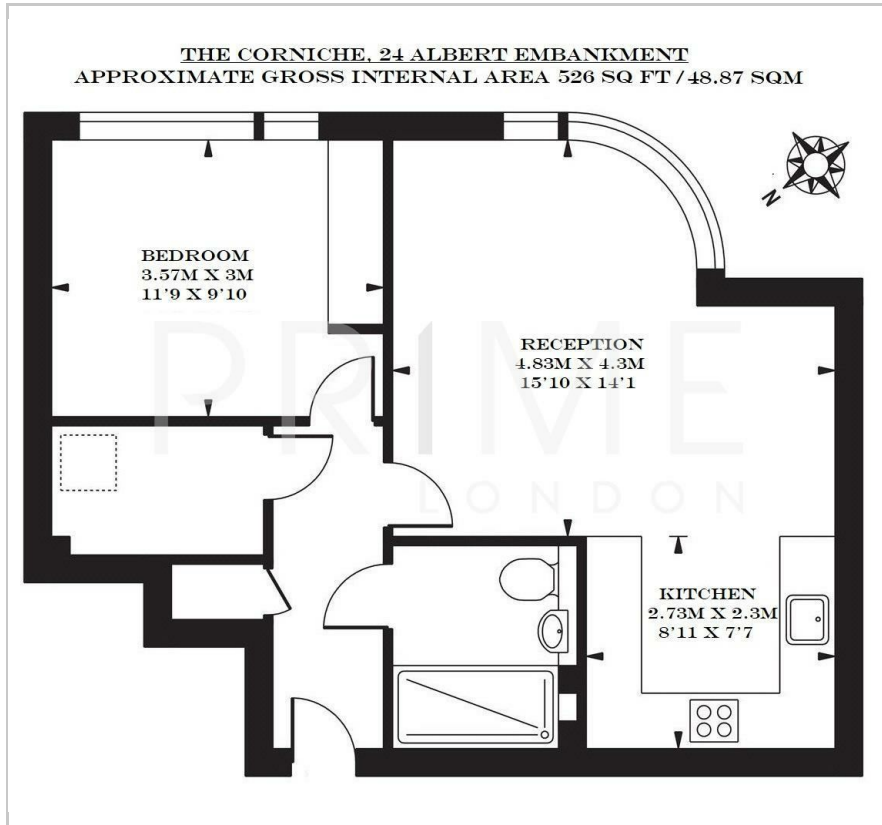 THE CORNICHE, 24 ALBERT EMBANKMENT
APPROXIMATE GROSS INTERNAL AREA 526 SQ FT / 48.87 SQM
N
BEDROOM
3.57M X 3M
11'9 X 9'10
RECEPTION
4.83M X 4.3M
15'10 X 14'1
PRIME
LONDON
KITCHEN
2.73M X 2.3M
8'11 X 7'7